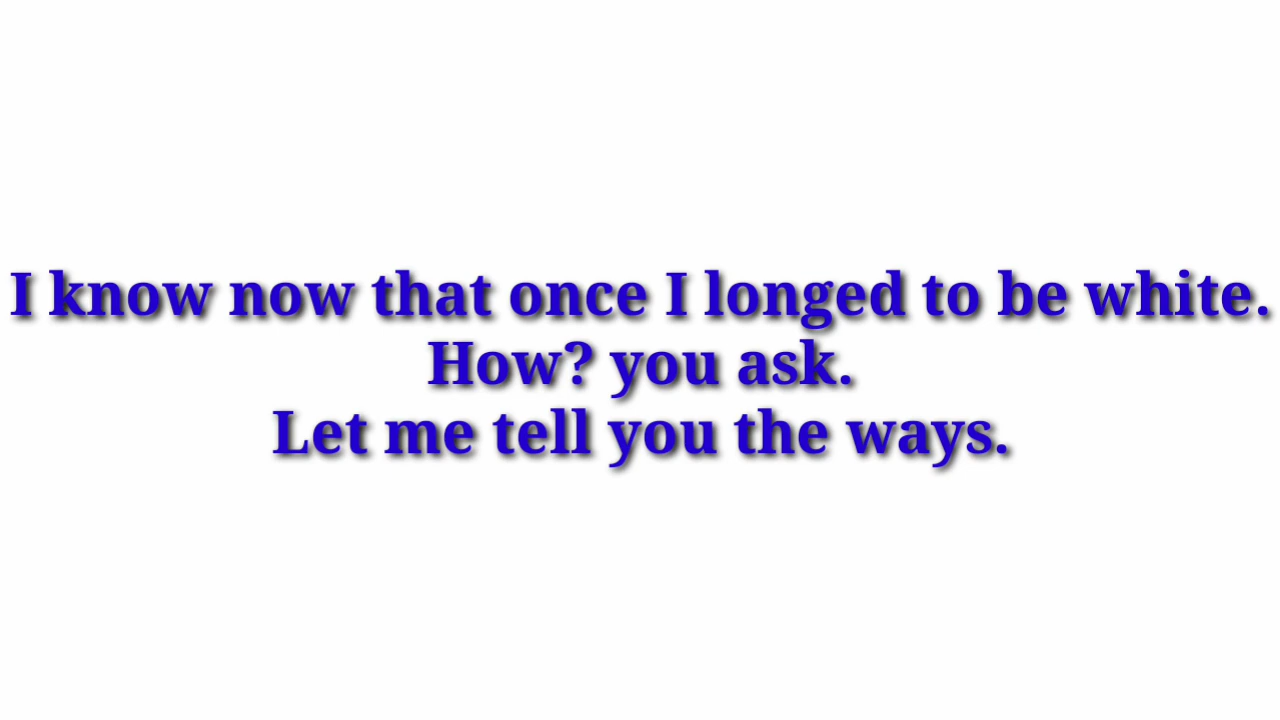 I know now that once I longed to be white.
How? you ask.
Let me tell you the ways.